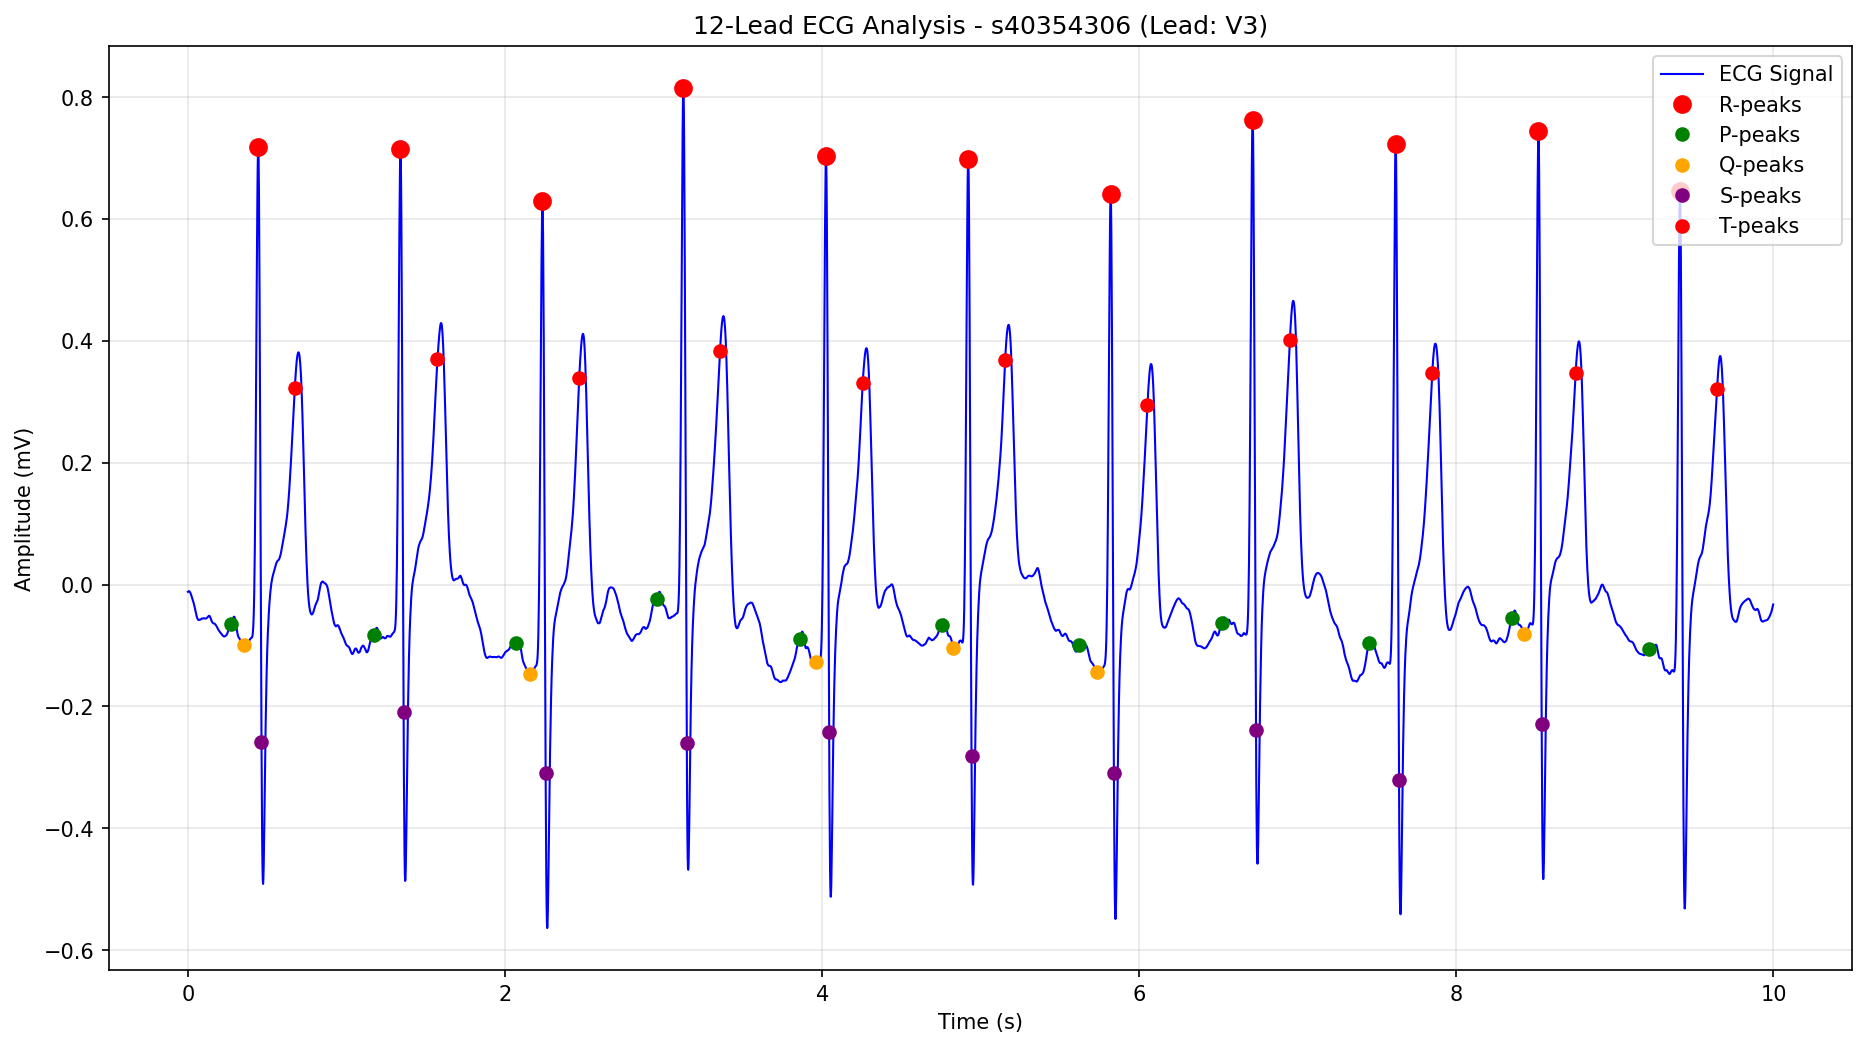 12-Lead ECG Analysis - s40354306 (Lead: V3)
ECG Signal
R-peaks
P-peaks
Q-peaks
S-peaks
T-peaks
Amplitude (mV)
0.8
0.6
0.4
0.2
0.0
−0.2
−0.4
−0.6
0 2 4 6 8 10
Time (s)